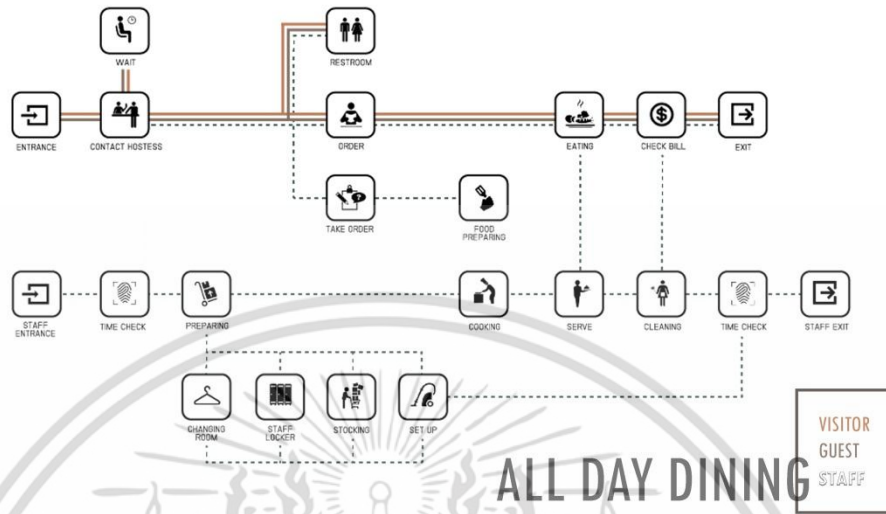 WAIT
RESTROOM
ENTRANCE
CONTACT HOSTESS
ORDER
EATING
CHECK BILL
EXIT
TAKE ORDER
FOOD
PREPARING
STAFF
ENTRANCE
TIME CHECK
PREPARING
COOKING
SERVE
CLEANING
TIME CHECK
STAFF EXIT
CHANGING
ROOM
STAFF
LOCKER
STOCKING
SET UP
ALL DAY DINING
VISITOR
GUEST
STAFF